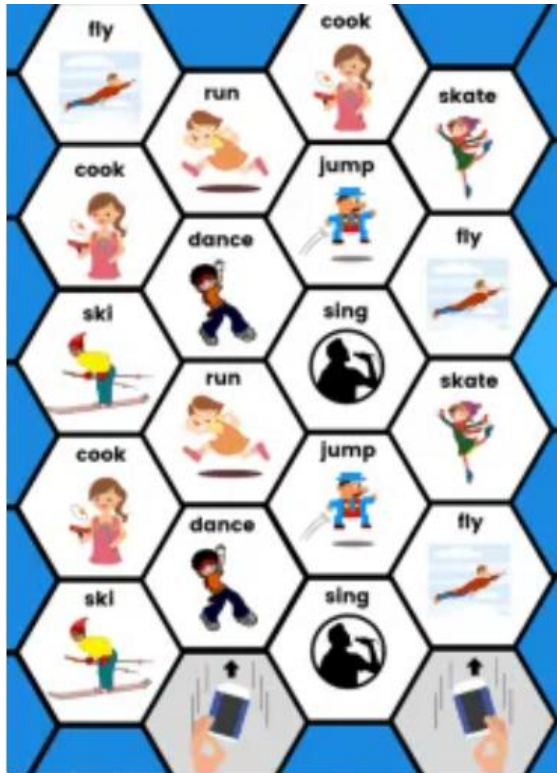 fly
cook
run
skate
cook
jump
dance
fly
ski
sing
run
skate
cook
jump
dance
fly
ski
sing